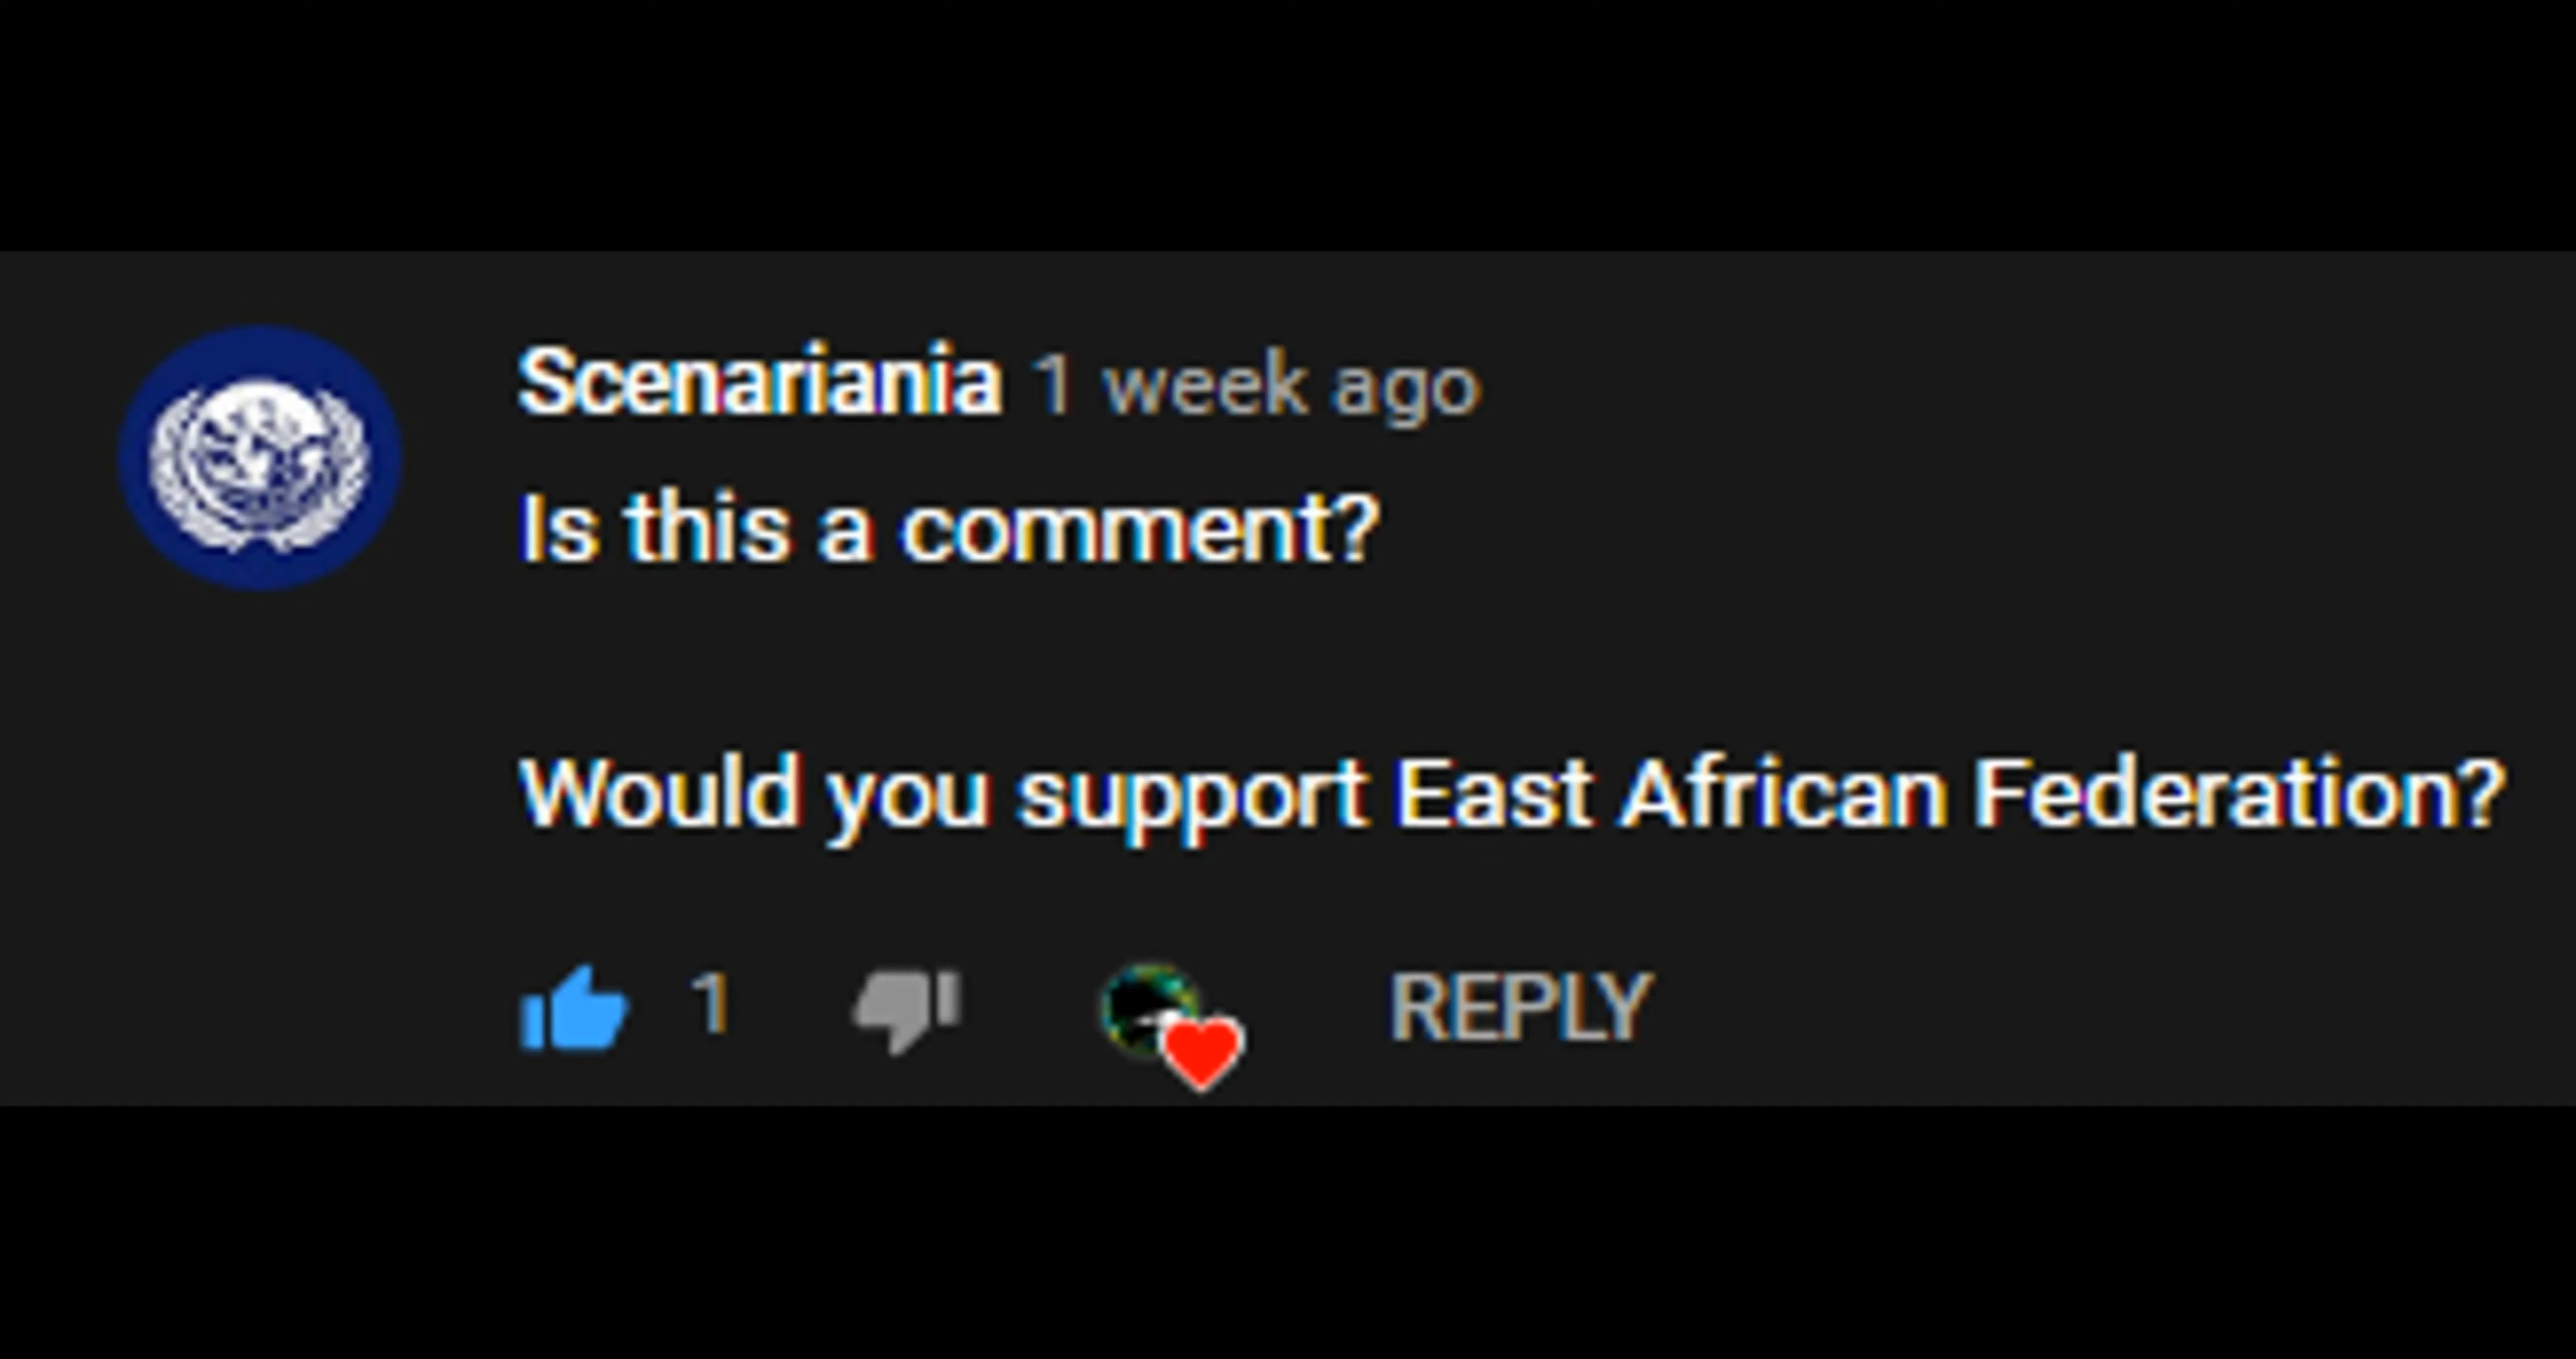 Scenariania 1 week ago
Is this a comment?
Would you support East African Federation?
1 REPLY